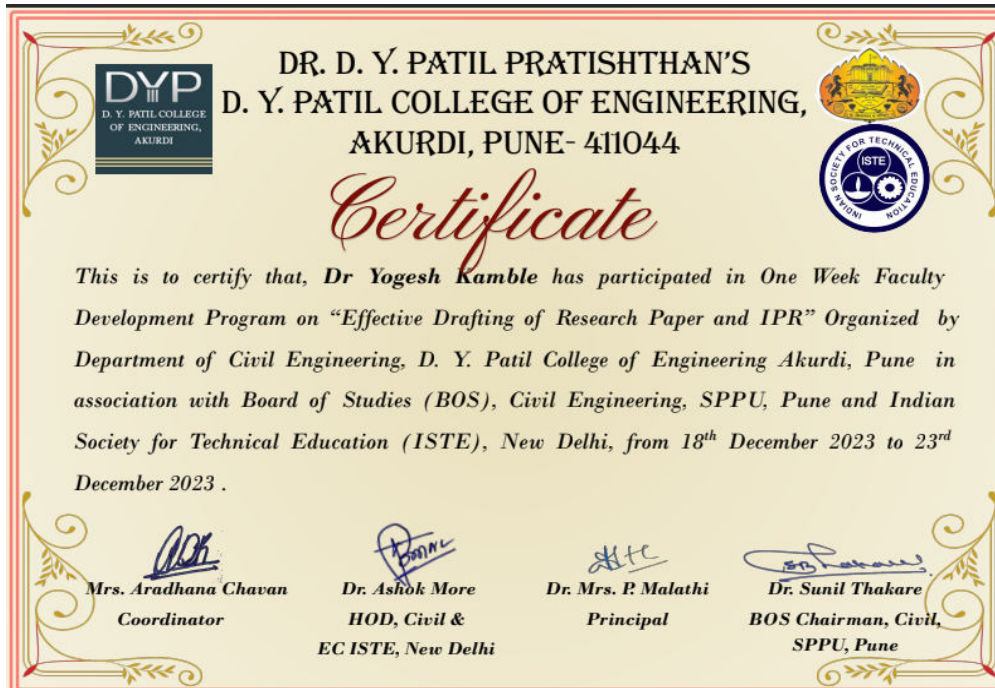 DR. D. Y. PATIL PRATISHTHAN'S
D. Y. PATIL COLLEGE OF ENGINEERING,
AKURDI, PUNE- 411044
DYP
D. Y. PATIL COLLEGE
OF ENGINEERING,
AKURDI
INDIAN SOCIETY FOR TECHNICAL EDUCATION
ISTE
Certificate
This is to certify that, Dr Yogesh Kamble has participated in One Week Faculty
Development Program on “Effective Drafting of Research Paper and IPR” Organized by
Department of Civil Engineering, D. Y. Patil College of Engineering Akurdi, Pune in
association with Board of Studies (BOS), Civil Engineering, SPPU, Pune and Indian
Society for Technical Education (ISTE), New Delhi, from 18th December 2023 to 23rd
December 2023 .
Mrs. Aradhana Chavan
Coordinator
Dr. Ashok More
HOD, Civil &
EC ISTE, New Delhi
Dr. Mrs. P. Malathi
Principal
Dr. Sunil Thakare
BOS Chairman, Civil,
SPPU, Pune